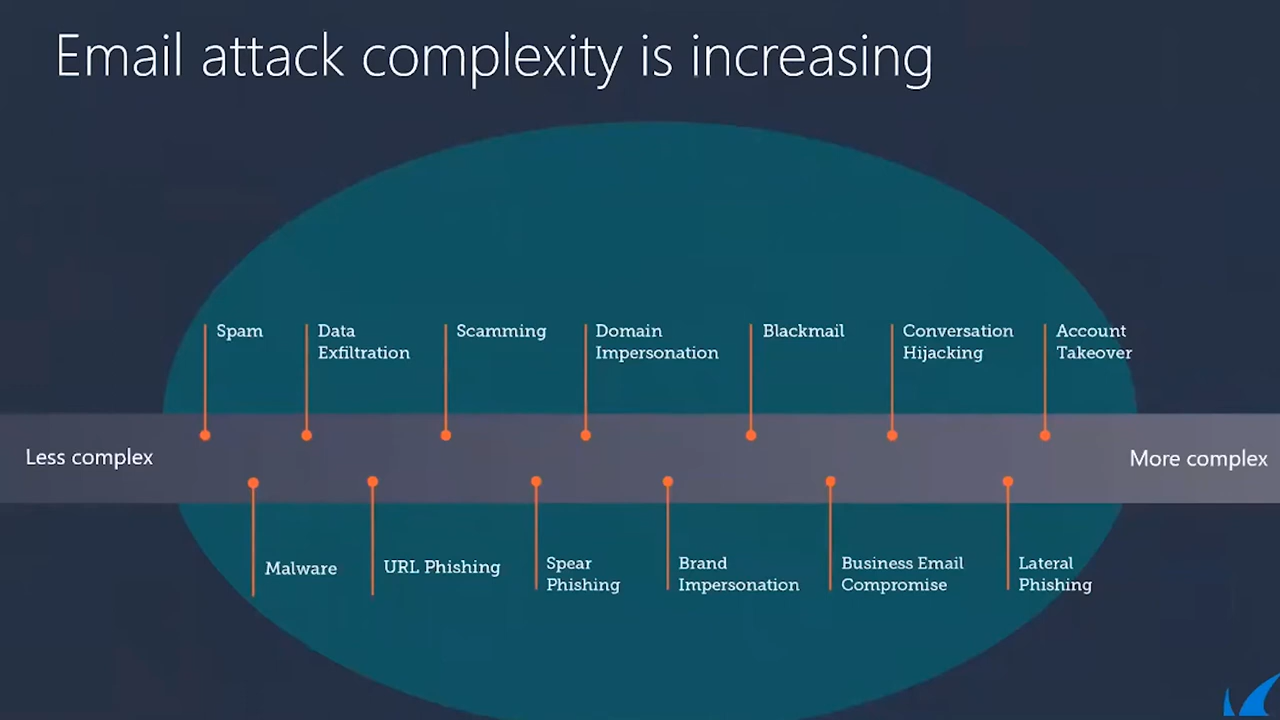 Email attack complexity is increasing
Spam
Data
Exfiltration
Scamming
Domain
Impersonation
Blackmail
Conversation
Hijacking
Account
Takeover
Less complex
More complex
Malware
URL Phishing
Spear
Phishing
Brand
Impersonation
Business Email
Compromise
Lateral
Phishing